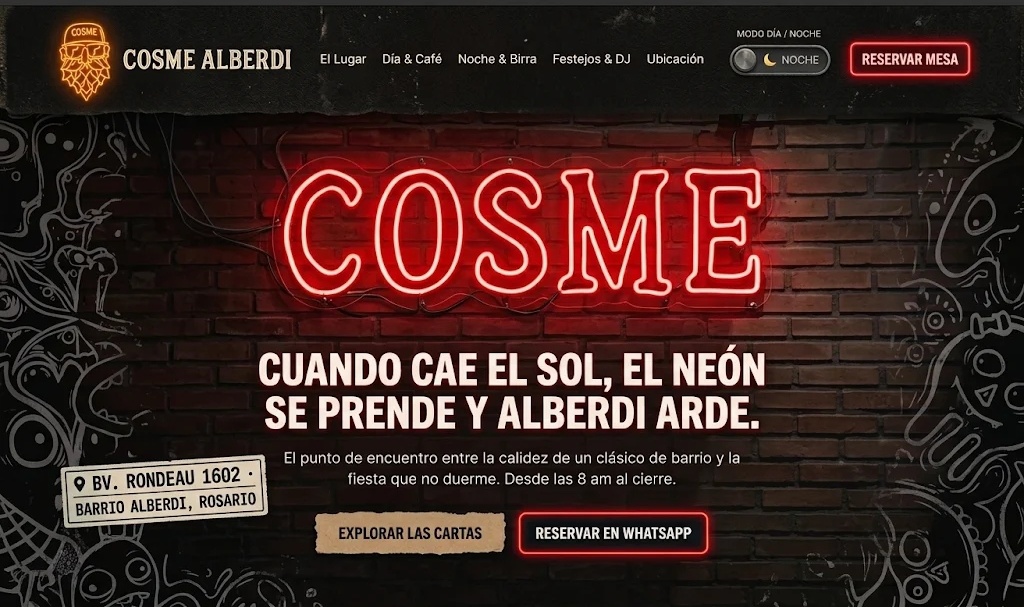 COSME
COSME ALBERDI
El Lugar
Día & Café
Noche & Birra
Festejos & DJ
Ubicación
MODO DÍA / NOCHE
NOCHE
RESERVAR MESA
COSME
CUANDO CAE EL SOL, EL NEÓN
SE PRENDE Y ALBERDI ARDE.
El punto de encuentro entre la calidez de un clásico de barrio y la
fiesta que no duerme. Desde las 8 am al cierre.
BV. RONDEAU 1602 ·
BARRIO ALBERDI, ROSARIO
EXPLORAR LAS CARTAS
RESERVAR EN WHATSAPP